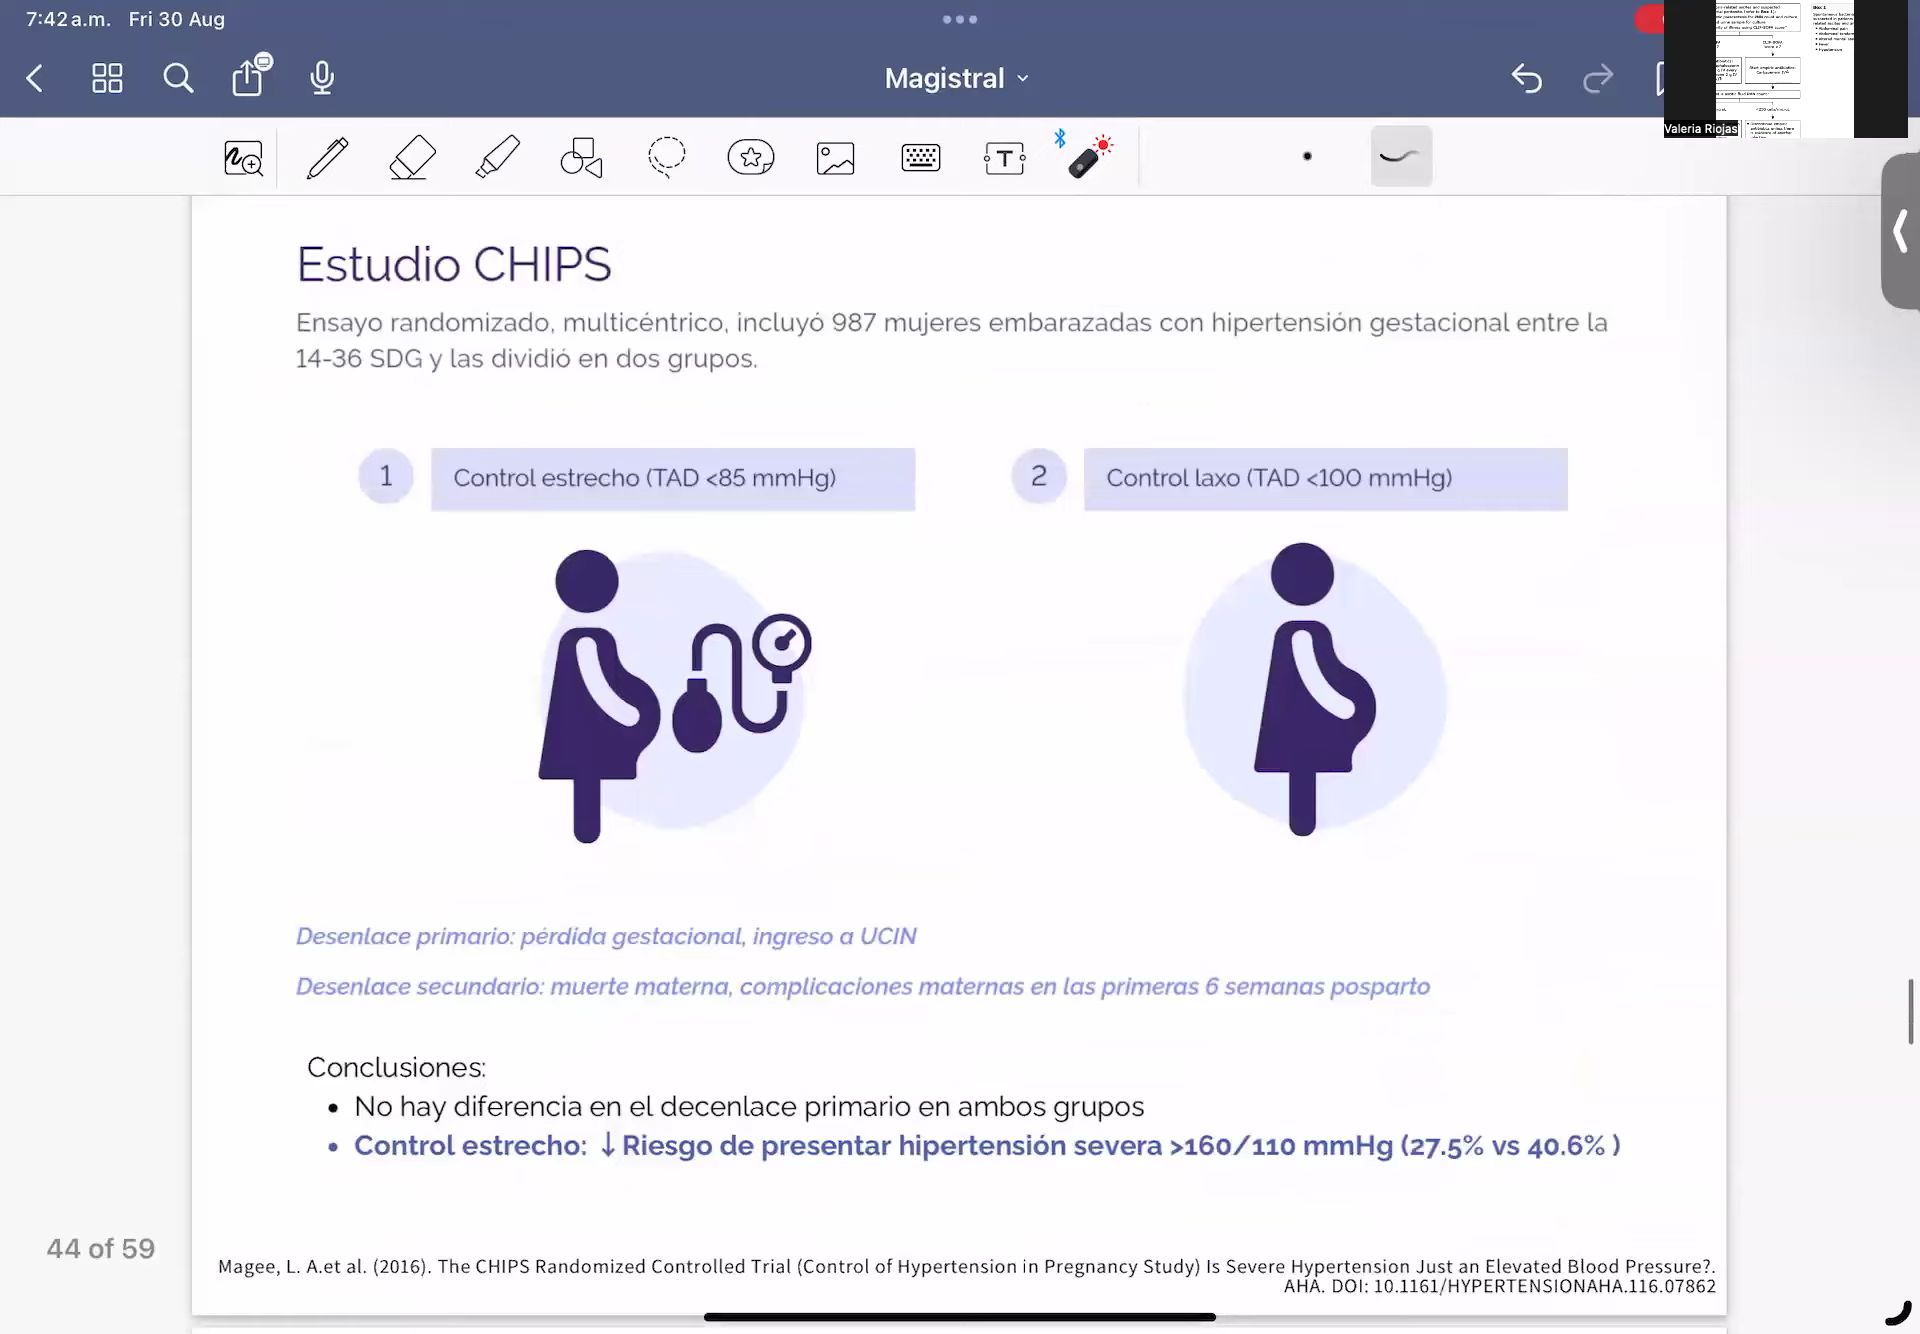 7:42 a.m. Fri 30 Aug
Magistral
Valeria Riojas
T
Estudio CHIPS
Ensayo randomizado, multicéntrico, incluyó 987 mujeres embarazadas con hipertensión gestacional entre la
14-36 SDG y las dividió en dos grupos.
1 Control estrecho (TAD <85 mmHg)
2 Control laxo (TAD <100 mmHg)
Desenlace primario: pérdida gestacional, ingreso a UCIN
Desenlace secundario: muerte materna, complicaciones maternas en las primeras 6 semanas posparto
Conclusiones:
• No hay diferencia en el decenlace primario en ambos grupos
• Control estrecho: ↓ Riesgo de presentar hipertensión severa >160/110 mmHg (27.5% vs 40.6% )
44 of 59
Magee, L. A.et al. (2016). The CHIPS Randomized Controlled Trial (Control of Hypertension in Pregnancy Study) Is Severe Hypertension Just an Elevated Blood Pressure?.
AHA. DOI: 10.1161/HYPERTENSIONAHA.116.07862